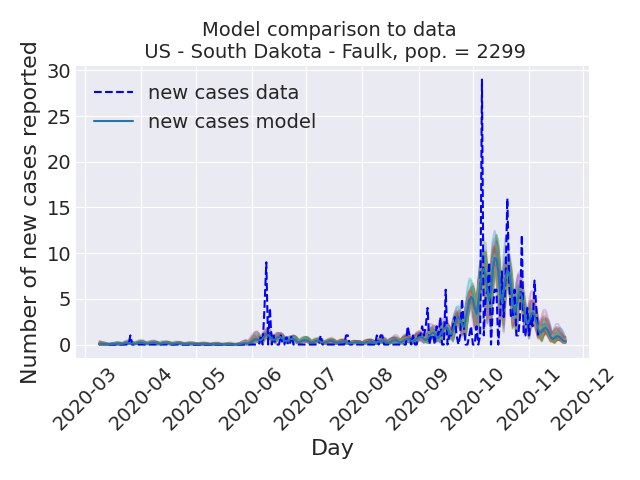 Model comparison to data
US - South Dakota - Faulk, pop. = 2299
Number of new cases reported
30
25
20
15
10
5
0
new cases data
new cases model
2020-03
2020-04
2020-05
2020-06
2020-07
2020-08
2020-09
2020-10
2020-11
2020-12
Day